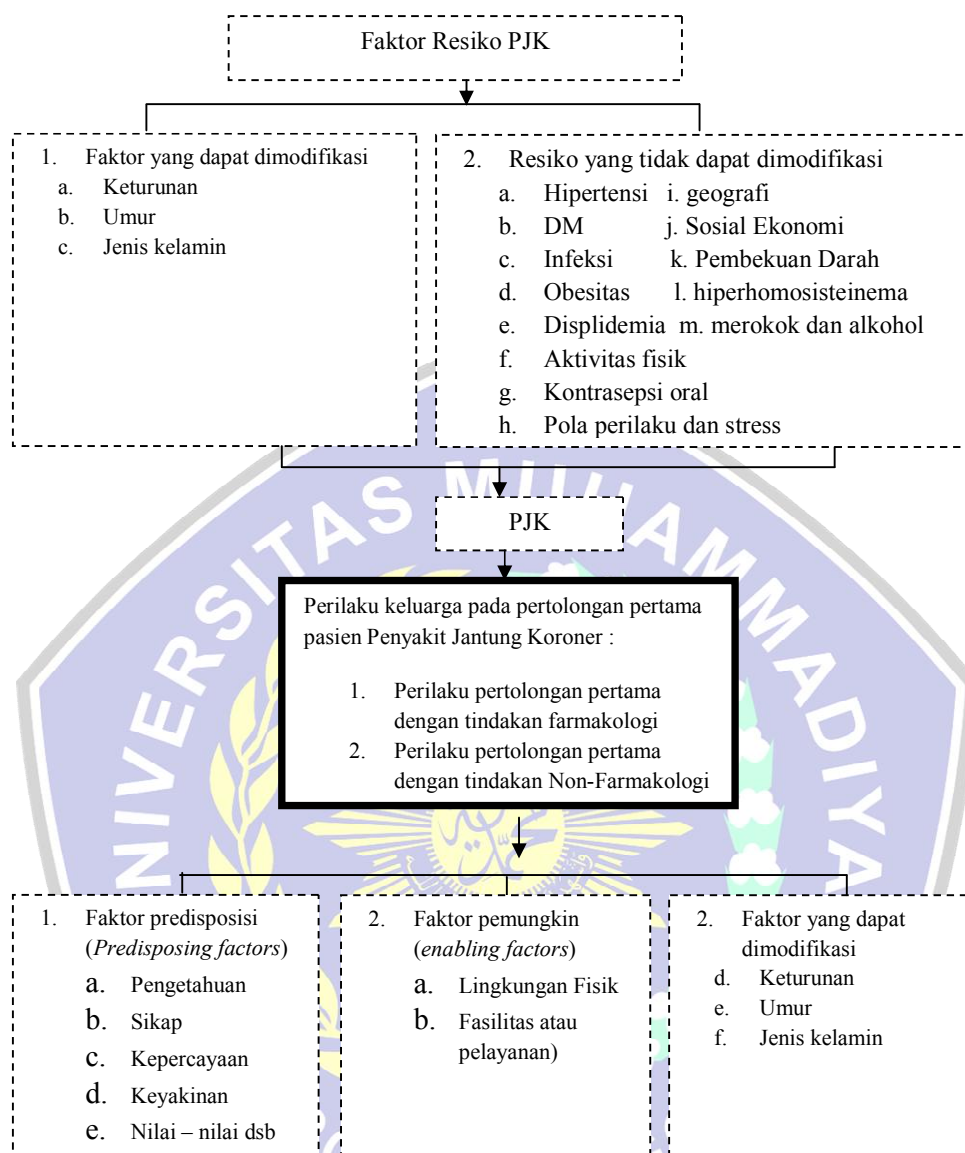 Faktor Resiko PJK
1. Faktor yang dapat dimodifikasi
a. Keturunan
b. Umur
c. Jenis kelamin
2. Resiko yang tidak dapat dimodifikasi
a. Hipertensi i. geografi
b. DM j. Sosial Ekonomi
c. Infeksi k. Pembekuan Darah
d. Obesitas l. hiperhomosisteinema
e. Displidemia m. merokok dan alkohol
f. Aktivitas fisik
g. Kontrasepsi oral
h. Pola perilaku dan stress
PJK
Perilaku keluarga pada pertolongan pertama
pasien Penyakit Jantung Koroner :
1. Perilaku pertolongan pertama
dengan tindakan farmakologi
2. Perilaku pertolongan pertama
dengan tindakan Non-Farmakologi
1. Faktor predisposisi
(Predisposing factors)
a. Pengetahuan
b. Sikap
c. Kepercayaan
d. Keyakinan
e. Nilai – nilai dsb
2. Faktor pemungkin
(enabling factors)
a. Lingkungan Fisik
b. Fasilitas atau
pelayanan)
2. Faktor yang dapat
dimodifikasi
d. Keturunan
e. Umur
f. Jenis kelamin
NIVERSITAS MUHAMMADIYA